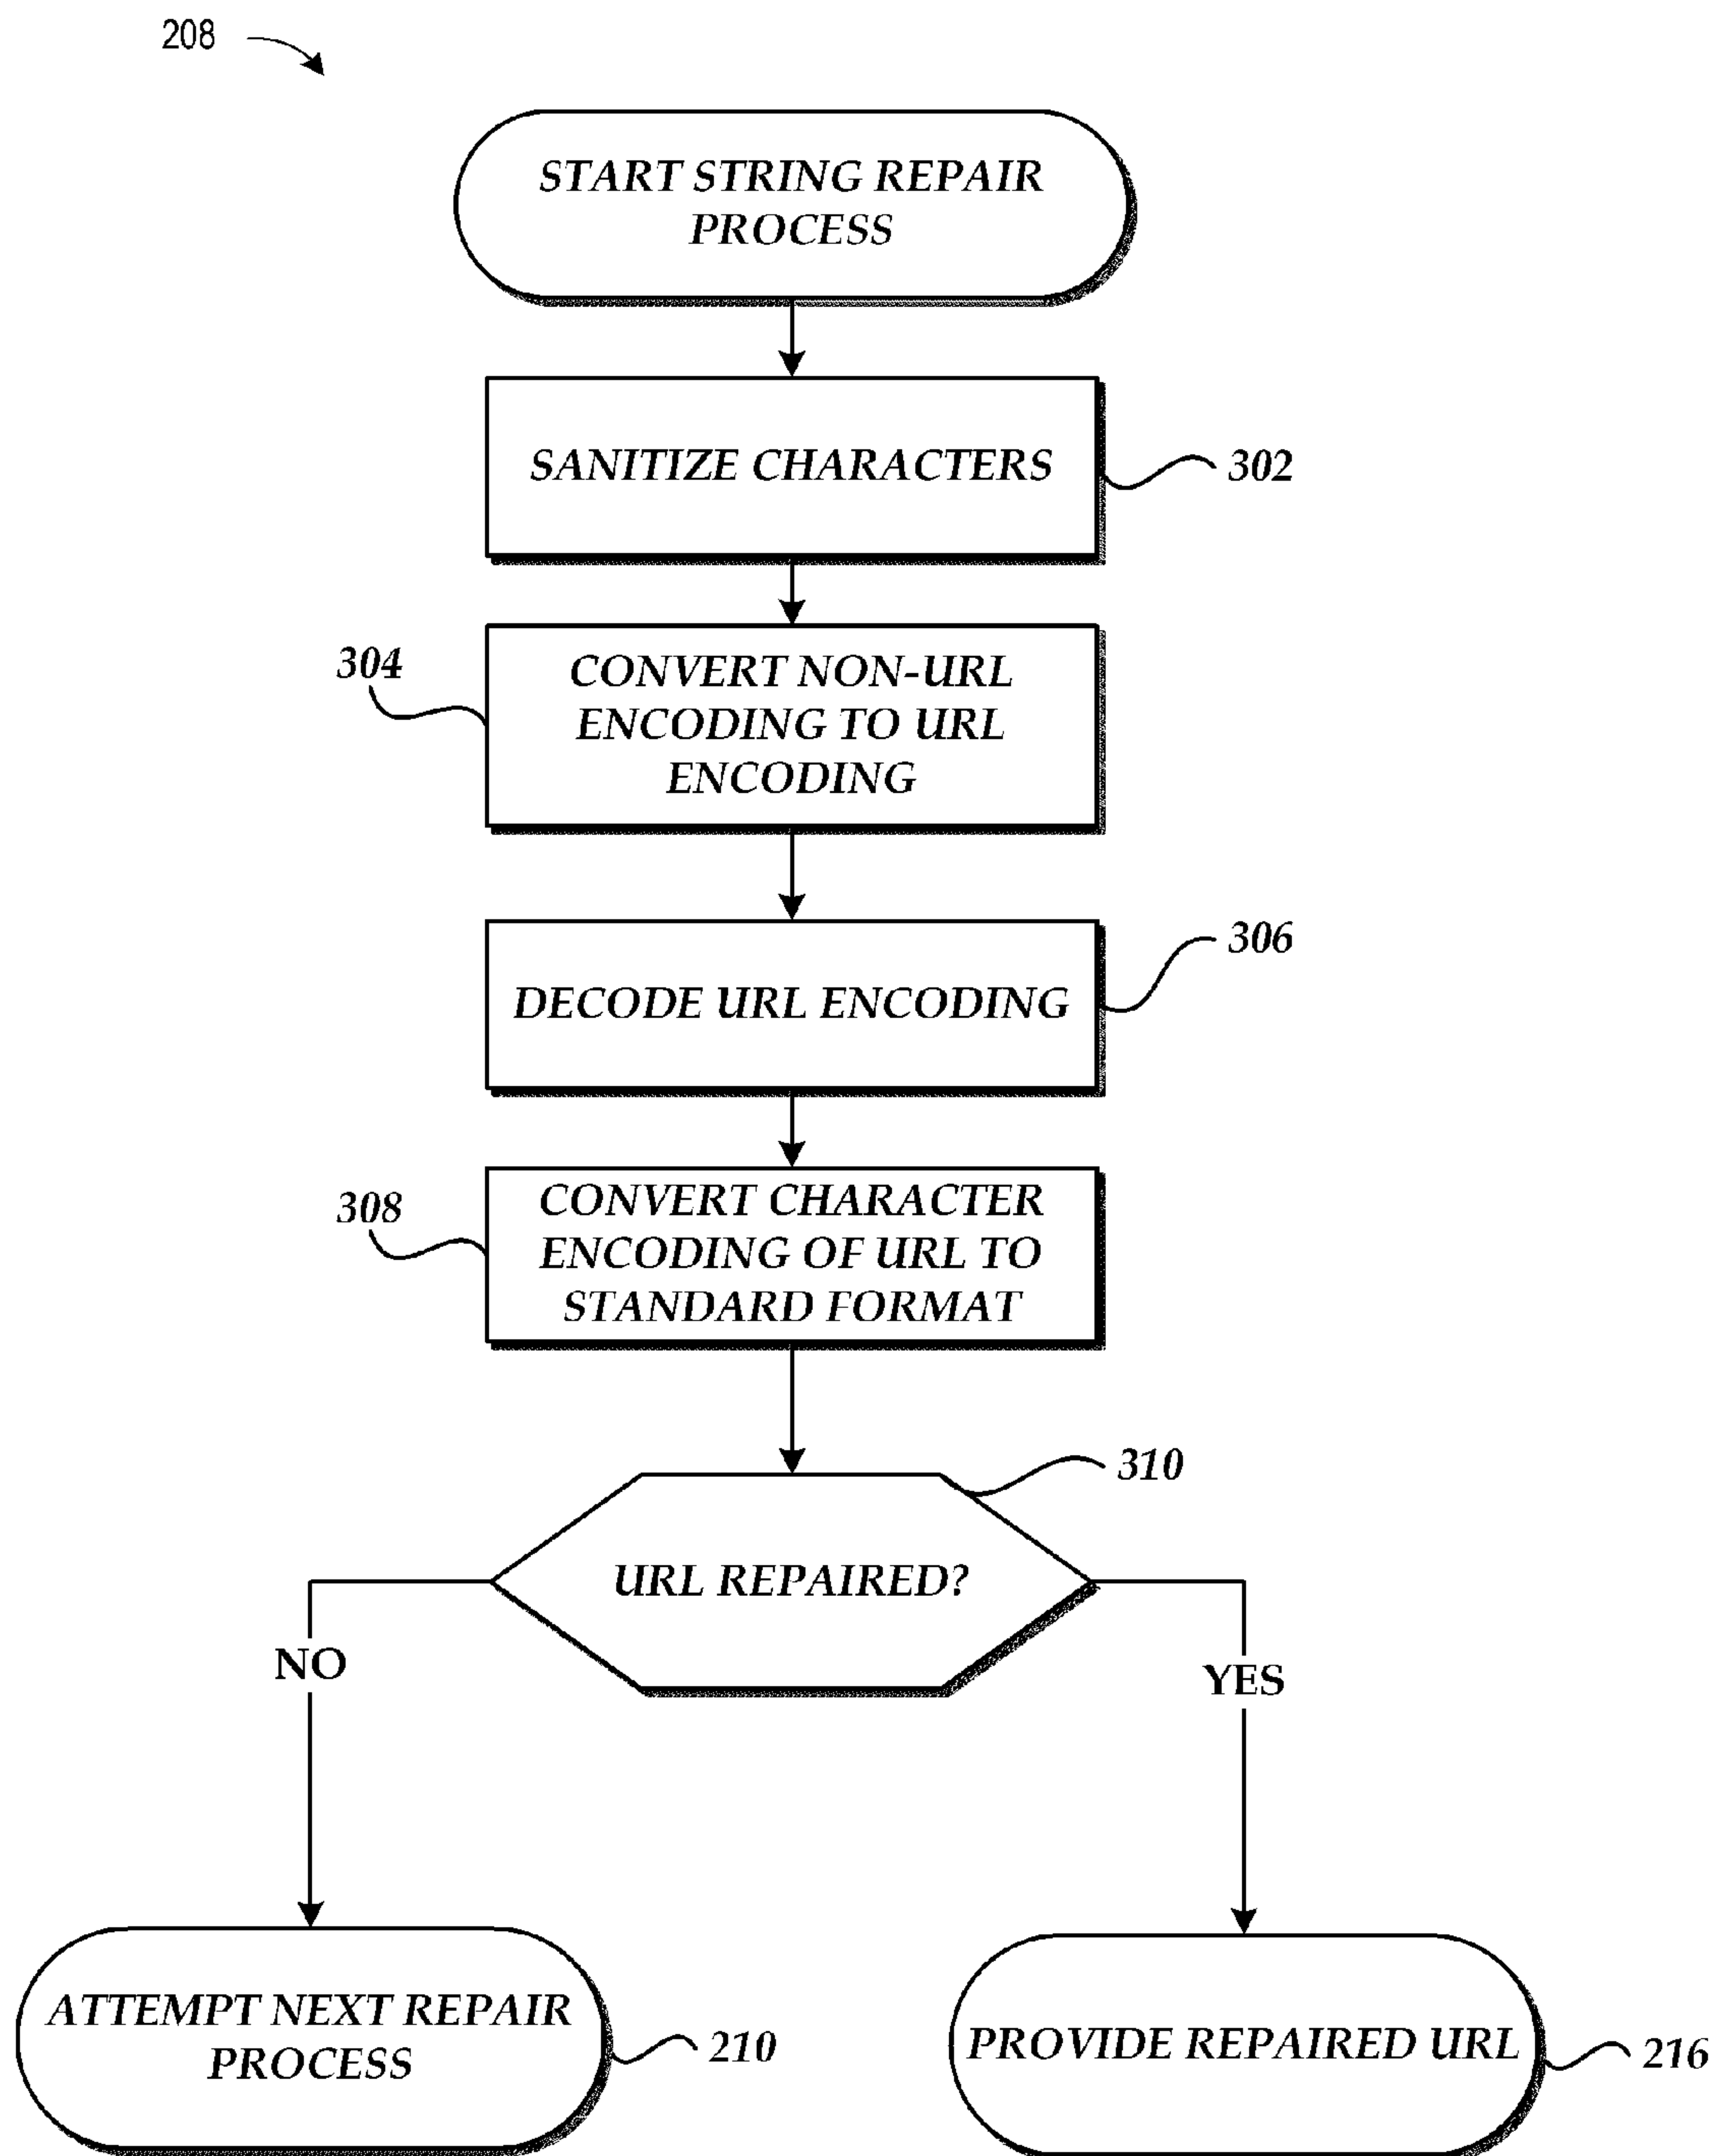 208
START STRING REPAIR
PROCESS
SANITIZE CHARACTERS
302
304
CONVERT NON-URL
ENCODING TO URL
ENCODING
306
DECODE URL ENCODING
308
CONVERT CHARACTER
ENCODING OF URL TO
STANDARD FORMAT
310
URL REPAIRED?
NO
YES
ATTEMPT NEXT REPAIR
PROCESS
210
PROVIDE REPAIRED URL
216